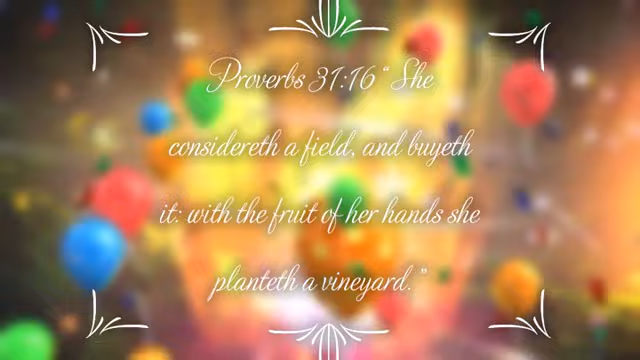 Proverbs 31:16 “She
considereth a field, and buyeth
it: with the fruit of her hands she
planteth a vineyard.”